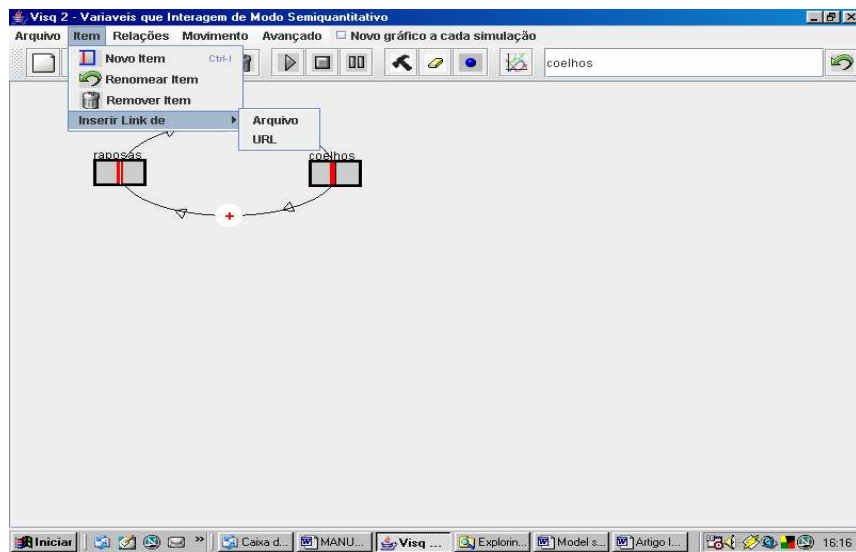 Visq 2 - Variaveis que Interagem de Modo Semiquantitativo
Arquivo Item Relações Movimento Avançado Novo gráfico a cada simulação
Novo Item Ctrl-I
coelhos
Renomear Item
Remover Item
Inserir Link de Arquivo
URL
raposas coelhos
+
Iniciar » Caixa d... MANU... Visq ... Explorin... Model s... Artigo I... 16:16